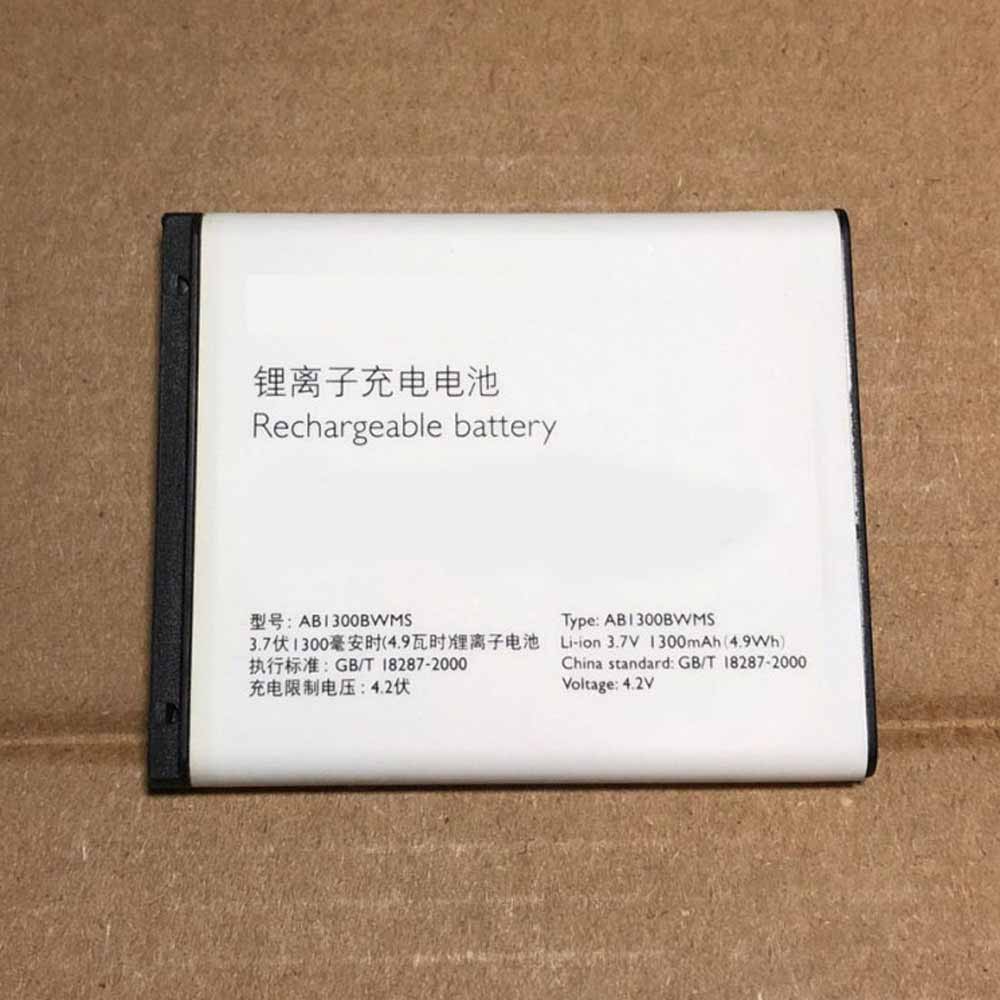 锂离子充电电池
Rechargeable battery
型号: AB1300BWMS
3.7伏1300毫安时(4.9瓦时)锂离子电池
执行标准: GB/T 18287-2000
充电限制电压: 4.2伏
Type: AB1300BWMS
Li-ion 3.7V 1300mAh (4.9Wh)
China standard: GB/T 18287-2000
Voltage: 4.2V